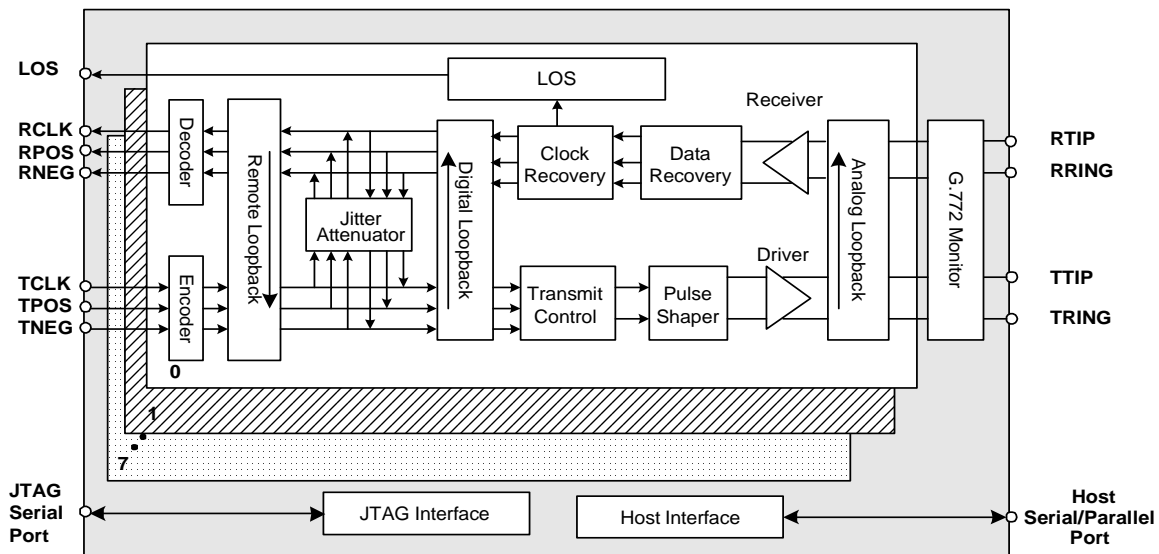 LOS
RCLK
RPOS
RNEG
TCLK
TPOS
TNEG
JTAG
Serial
Port
LOS
Receiver
Decoder
Remote Loopback
Jitter
Attenuator
Digital Loopback
Clock
Recovery
Data
Recovery
Analog Loopback
G.772 Monitor
RTIP
RRING
Encoder
Transmit
Control
Pulse
Shaper
Driver
TTIP
TRING
0
1
7
JTAG Interface
Host Interface
Host
Serial/Parallel
Port